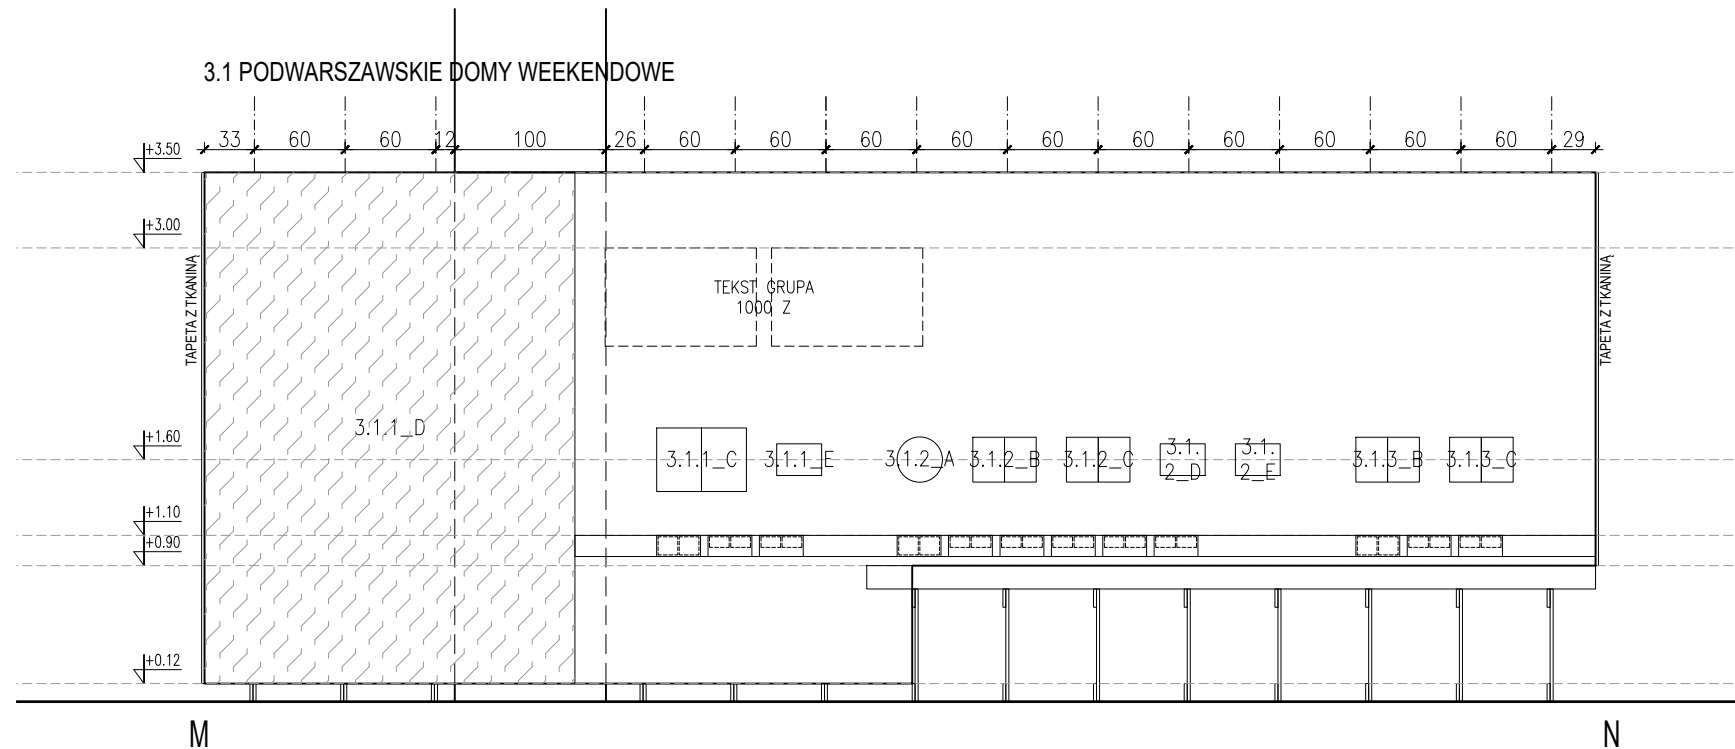 3.1 PODWARSZAWSKIE DOMY WEEKENDOWE
33 60 60 12 100 26 60 60 60 60 60 60 60 60 60 60 29
+3.50
+3.00
TAPETA Z TKANINĄ
TEKST GRUPA
1000 Z
TAPETA Z TKANINĄ
3.1.1_D
+1.60
3.1.1_C 3.1.1_E 3.1.2_A 3.1.2_B 3.1.2_C 3.1. 3.1. 3.1.3_B 3.1.3_C
2_D 2_E
+1.10
+0.90
+0.12
M N